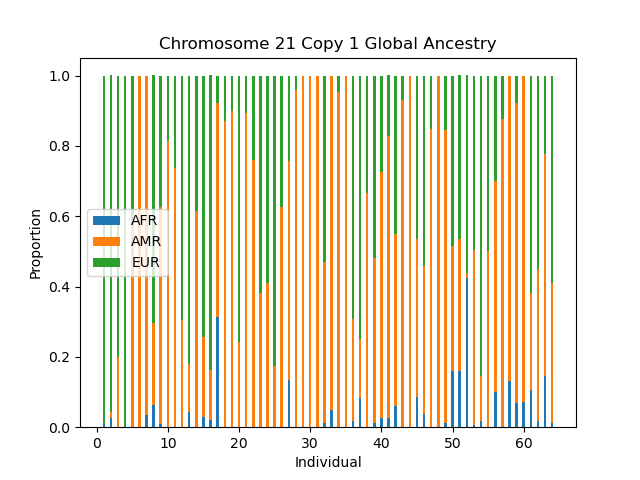 Chromosome 21 Copy 1 Global Ancestry
1.0
0.8
0.6
0.4
0.2
0.0
Proportion
AFR
AMR
EUR
0 10 20 30 40 50 60
Individual